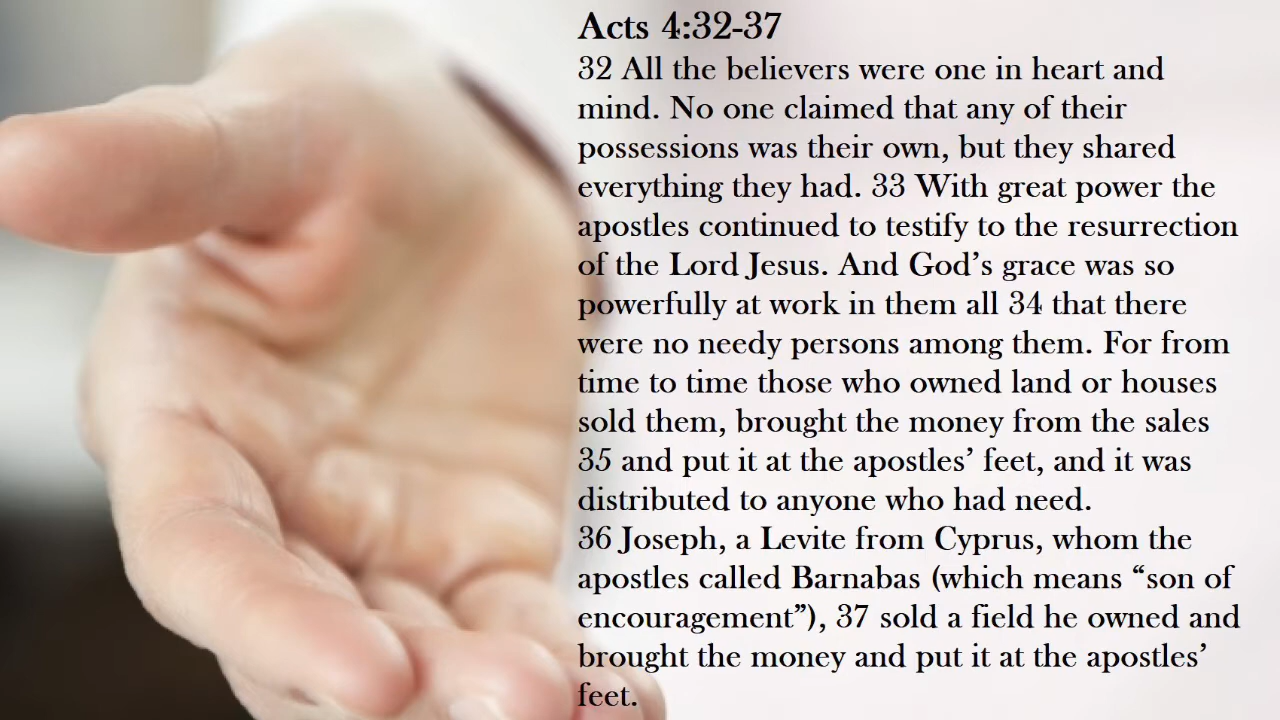 Acts 4:32-37
32 All the believers were one in heart and
mind. No one claimed that any of their
possessions was their own, but they shared
everything they had. 33 With great power the
apostles continued to testify to the resurrection
of the Lord Jesus. And God’s grace was so
powerfully at work in them all 34 that there
were no needy persons among them. For from
time to time those who owned land or houses
sold them, brought the money from the sales
35 and put it at the apostles’ feet, and it was
distributed to anyone who had need.
36 Joseph, a Levite from Cyprus, whom the
apostles called Barnabas (which means “son of
encouragement”), 37 sold a field he owned and
brought the money and put it at the apostles’
feet.